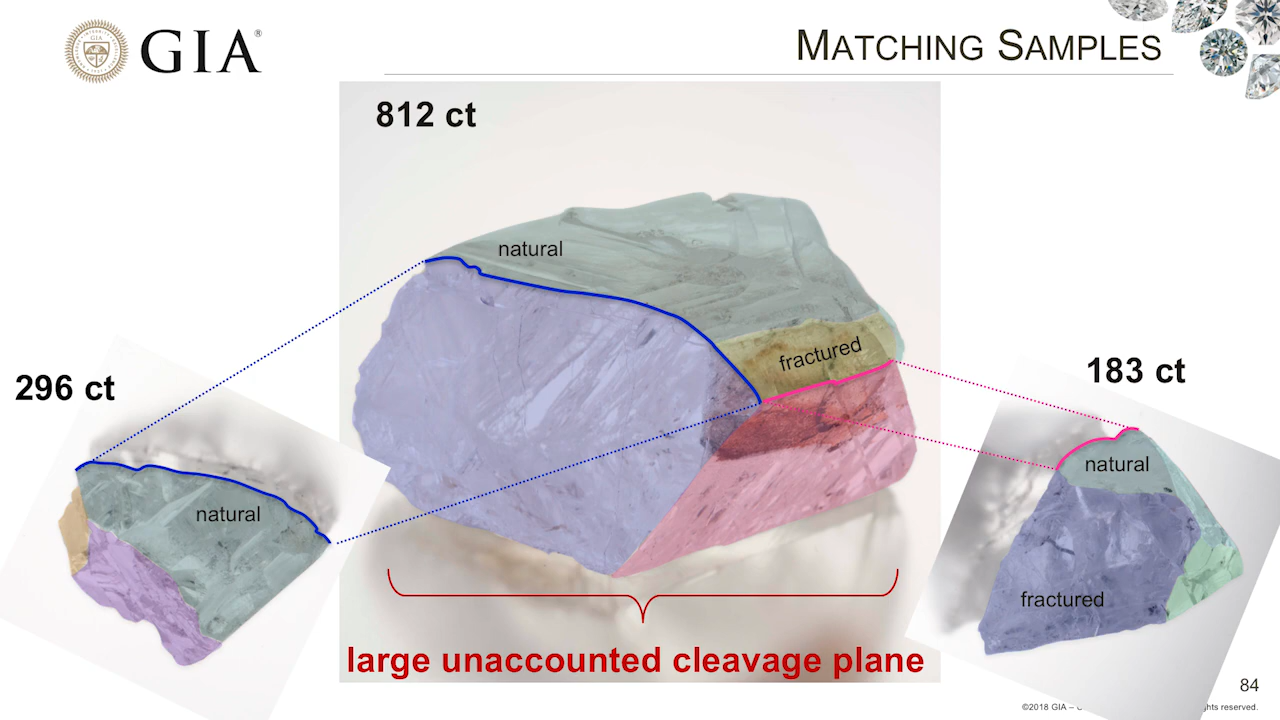 GIA®
MATCHING SAMPLES
812 ct
natural
fractured
296 ct
natural
183 ct
natural
fractured
large unaccounted cleavage plane
84
©2018 GIA –
reserved.